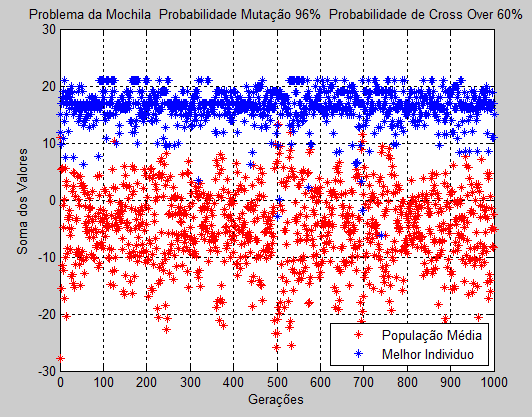 Problema da Mochila Probabilidade Mutação 96% Probabilidade de Cross Over 60%
30
20
10
0
-10
-20
-30
Soma dos Valores
População Média
Melhor Individuo
0 100 200 300 400 500 600 700 800 900 1000
Gerações